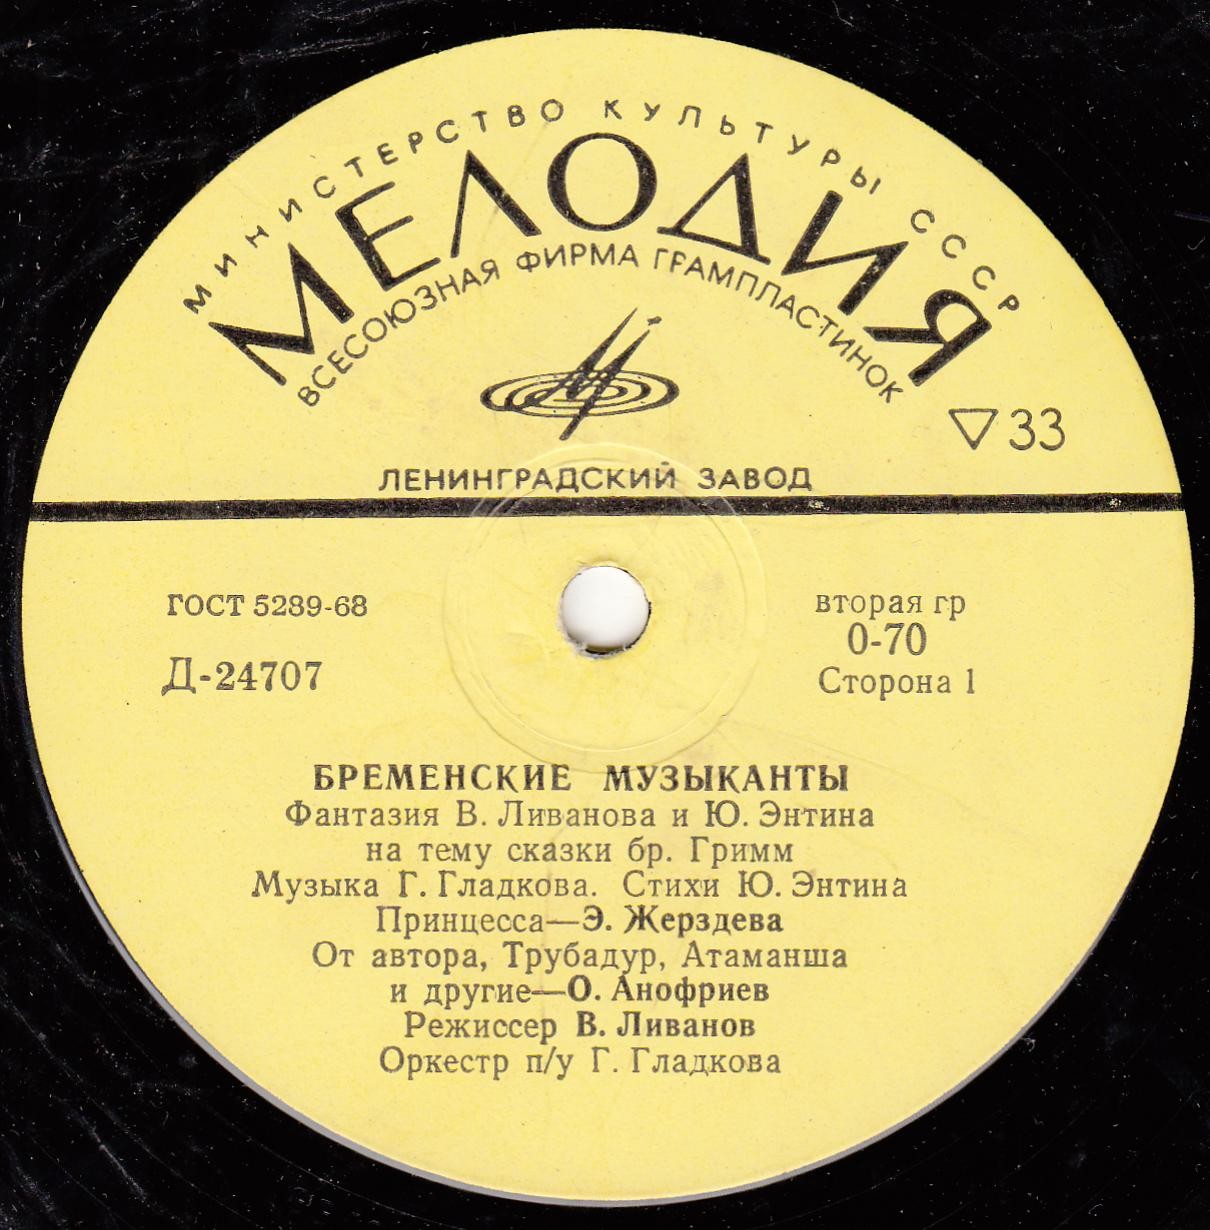 МИНИСТЕРСТВО КУЛЬТУРЫ СССР
МЕЛОДИЯ
ВСЕСОЮЗНАЯ ФИРМА ГРАМПЛАСТИНОК
▽33
ЛЕНИНГРАДСКИЙ ЗАВОД
ГОСТ 5289-68
Д-24707
вторая гр
0-70
Сторона 1
БРЕМЕНСКИЕ МУЗЫКАНТЫ
Фантазия В. Ливанова и Ю. Энтина
на тему сказки бр. Гримм
Музыка Г. Гладкова. Стихи Ю. Энтина
Принцесса—Э. Жерздева
От автора, Трубадур, Атаманша
и другие—О. Анофриев
Режиссер В. Ливанов
Оркестр п/у Г. Гладкова